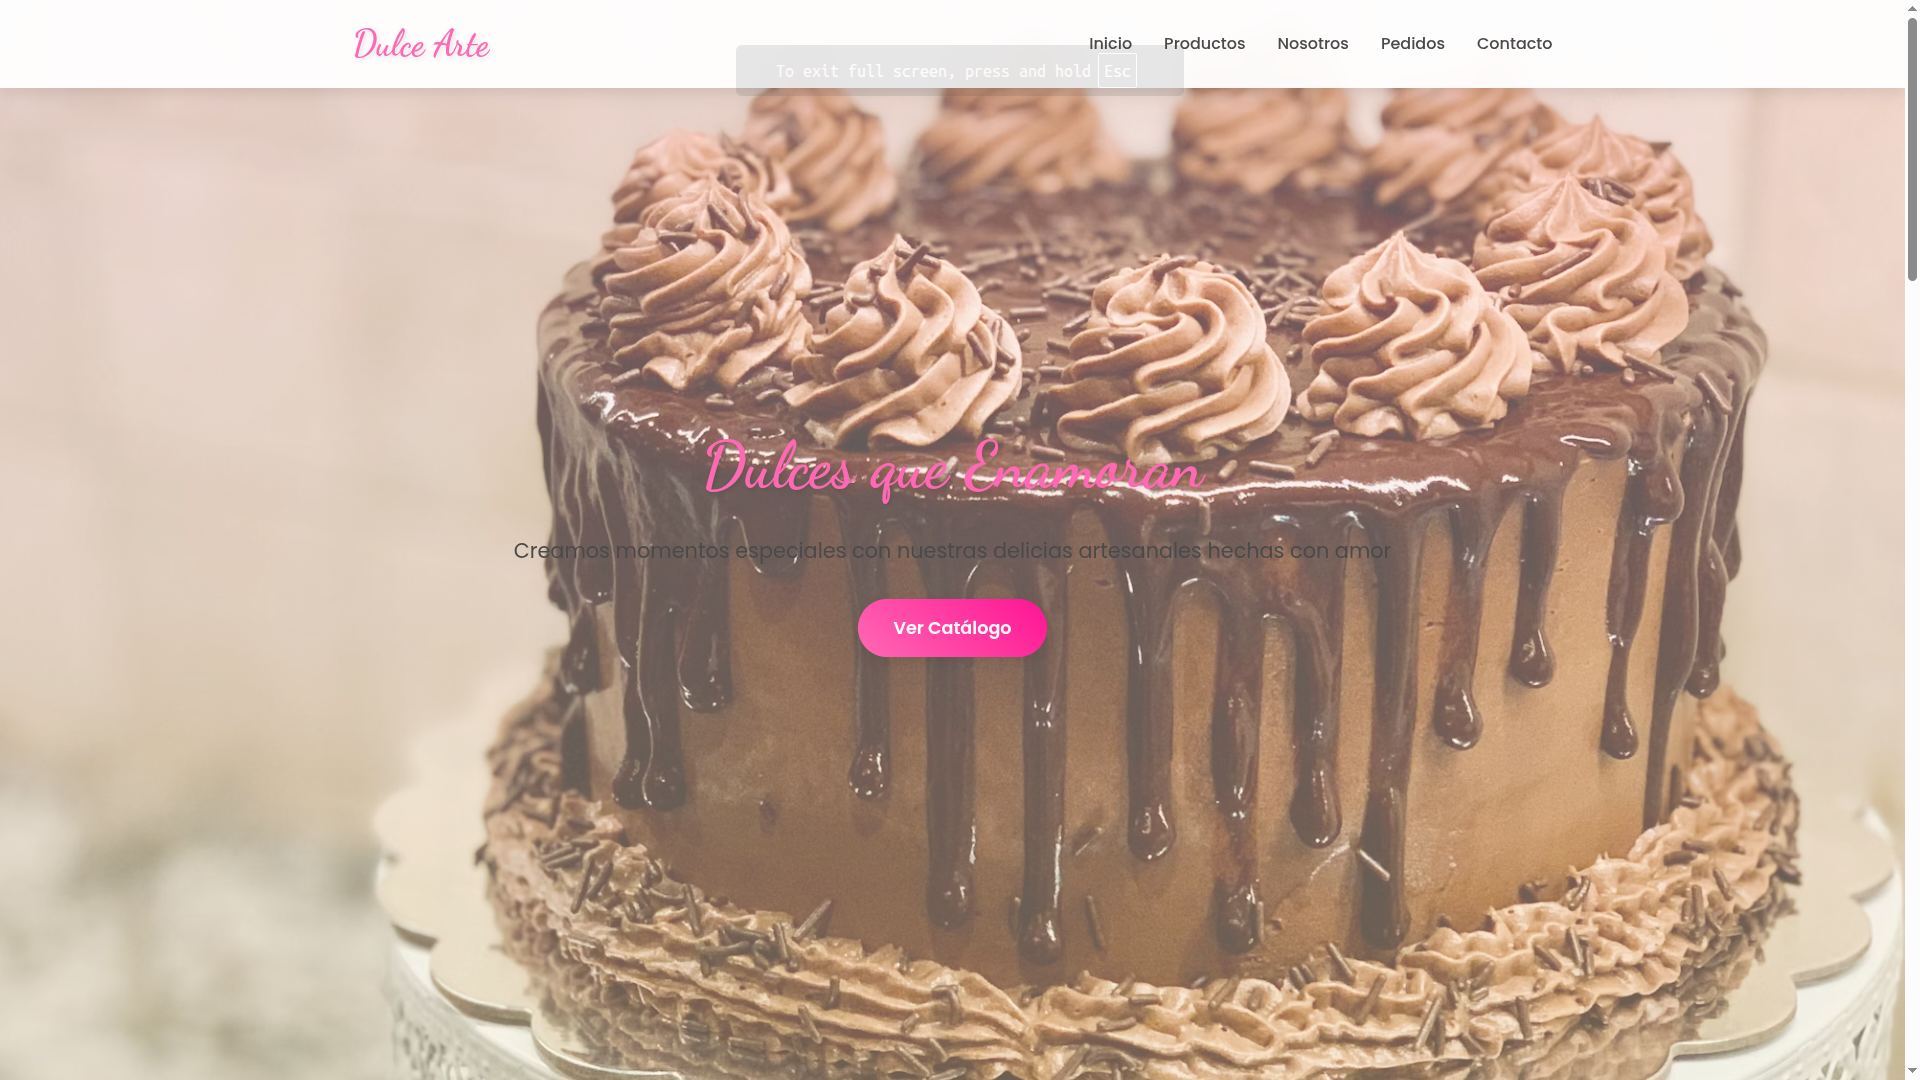 Dulce Arte
Inicio Productos Nosotros Pedidos Contacto
To exit full screen, press and hold Esc
Dulces que Enamoran
Creamos momentos especiales con nuestras delicias artesanales hechas con amor
Ver Catálogo